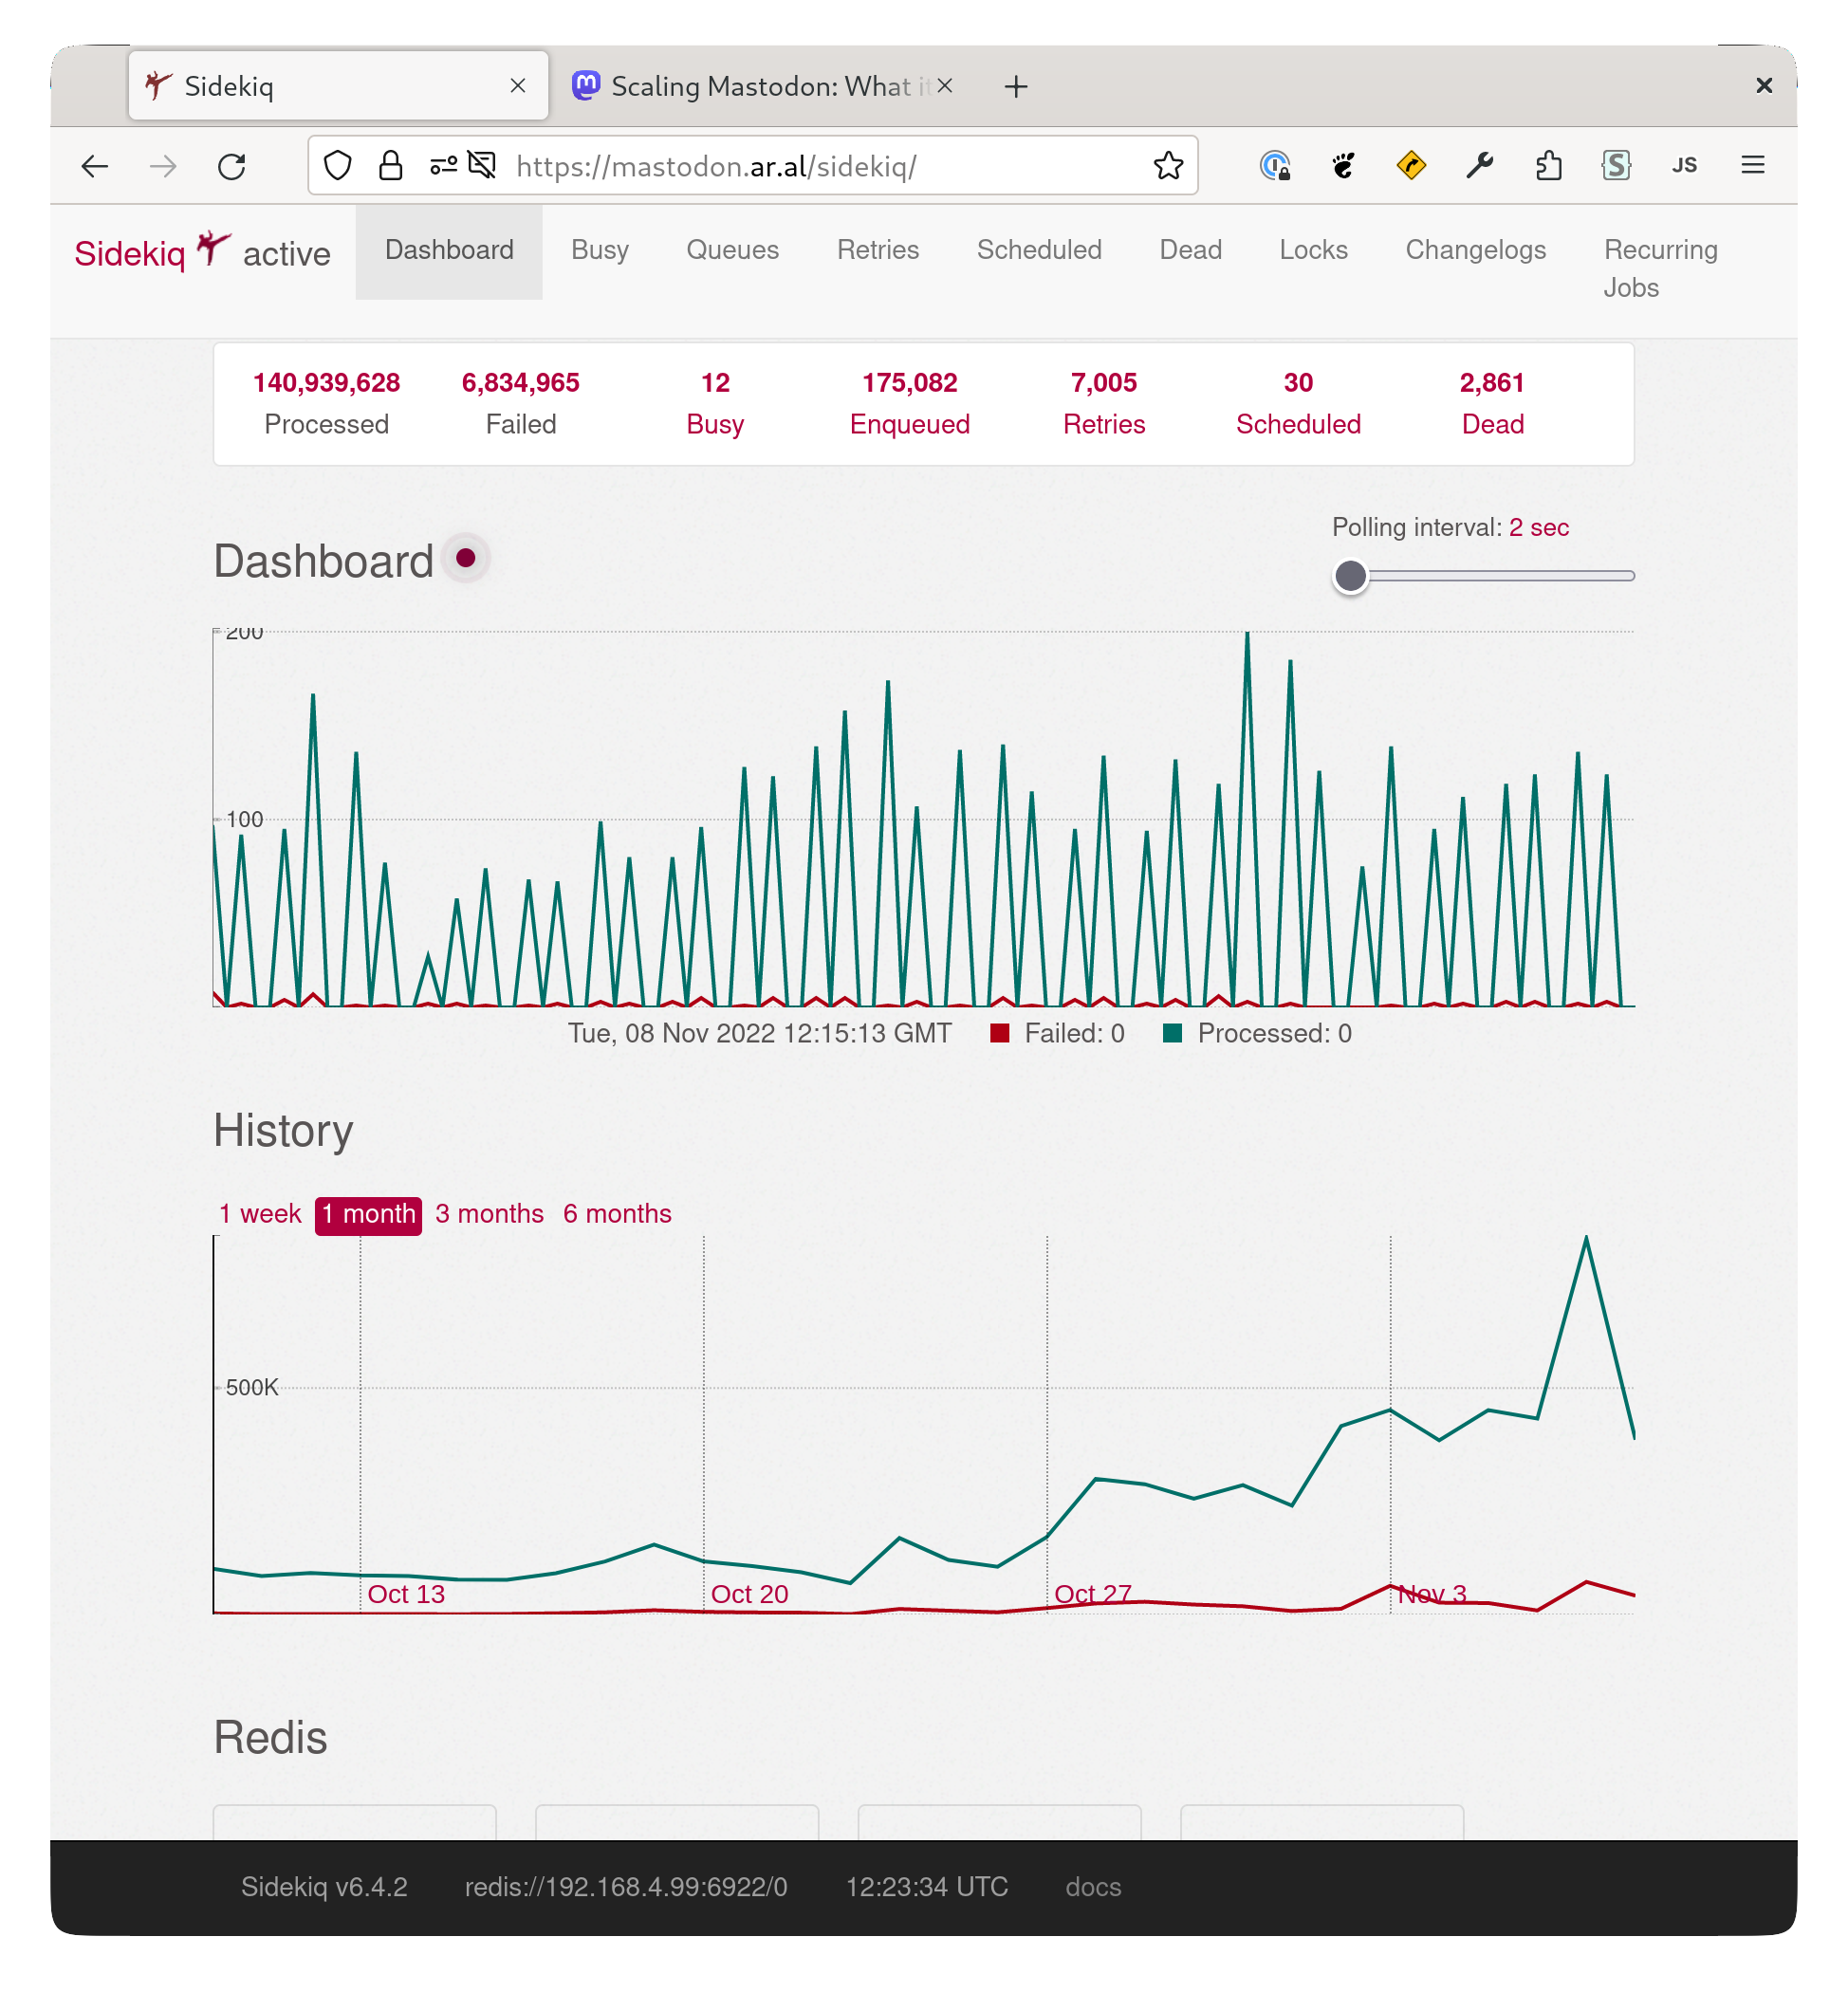 Sidekiq
Scaling Mastodon: What it
https://mastodon.ar.al/sidekiq/
JS
Sidekiq active
Dashboard Busy Queues Retries Scheduled Dead Locks Changelogs Recurring Jobs
140,939,628 6,834,965 12 175,082 7,005 30 2,861
Processed Failed Busy Enqueued Retries Scheduled Dead
Polling interval: 2 sec
Dashboard
200
100
Tue, 08 Nov 2022 12:15:13 GMT Failed: 0 Processed: 0
History
1 week 1 month 3 months 6 months
500K
Oct 13 Oct 20 Oct 27 Nov 3
Redis
Sidekiq v6.4.2 redis://192.168.4.99:6922/0 12:23:34 UTC docs